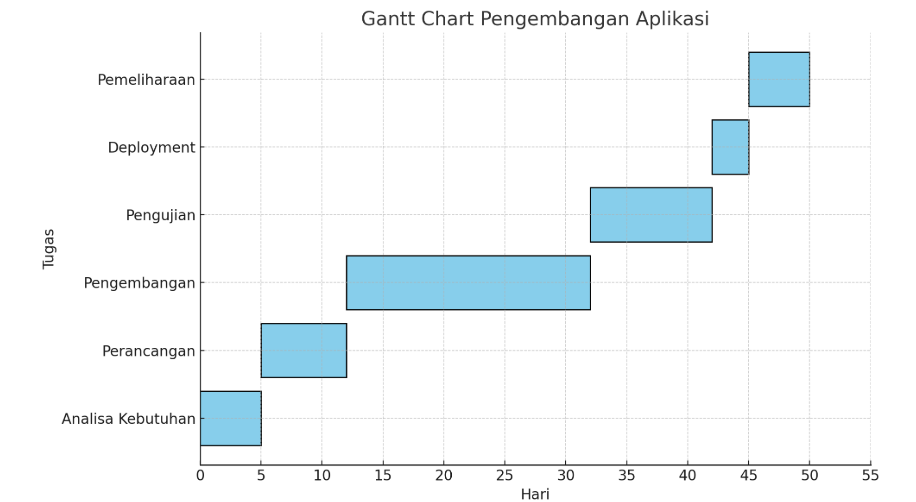 Gantt Chart Pengembangan Aplikasi
Pemeliharaan
Deployment
Pengujian
Pengembangan
Perancangan
Analisa Kebutuhan
Tugas
0 5 10 15 20 25 30 35 40 45 50 55
Hari